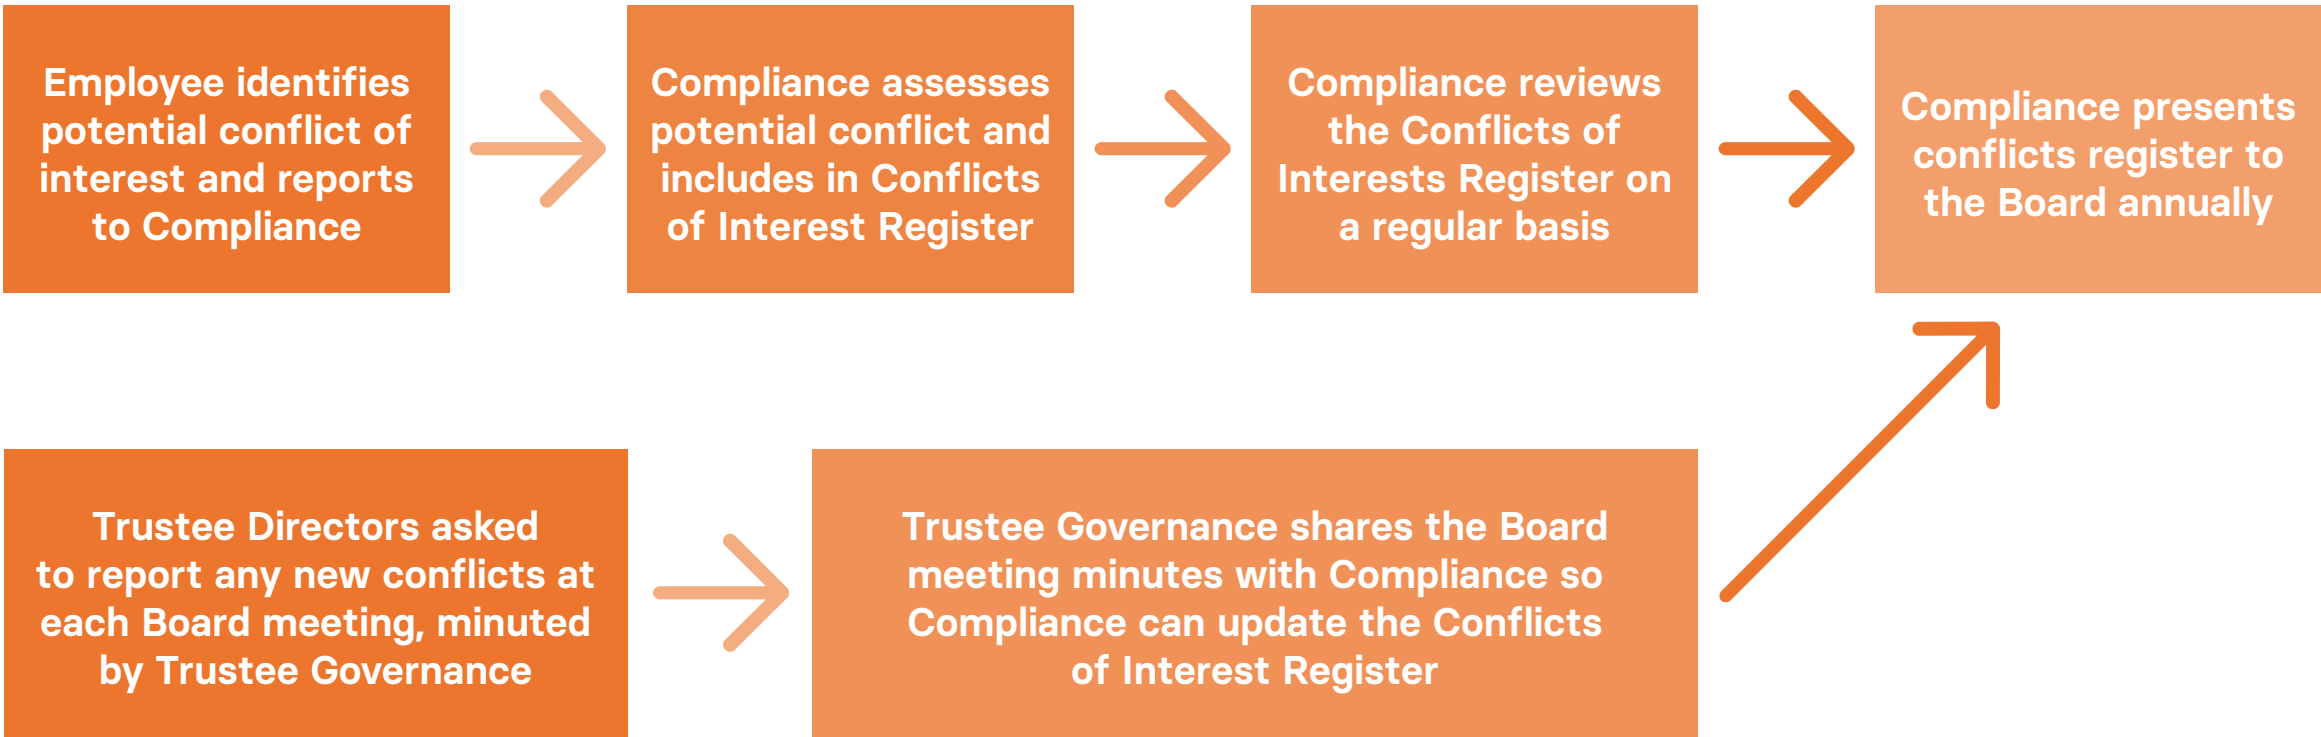 Employee identifies
potential conflict of
interest and reports
to Compliance
Compliance assesses
potential conflict and
includes in Conflicts
of Interest Register
Compliance reviews
the Conflicts of
Interests Register on
a regular basis
Compliance presents
conflicts register to
the Board annually
Trustee Directors asked
to report any new conflicts at
each Board meeting, minuted
by Trustee Governance
Trustee Governance shares the Board
meeting minutes with Compliance so
Compliance can update the Conflicts
of Interest Register